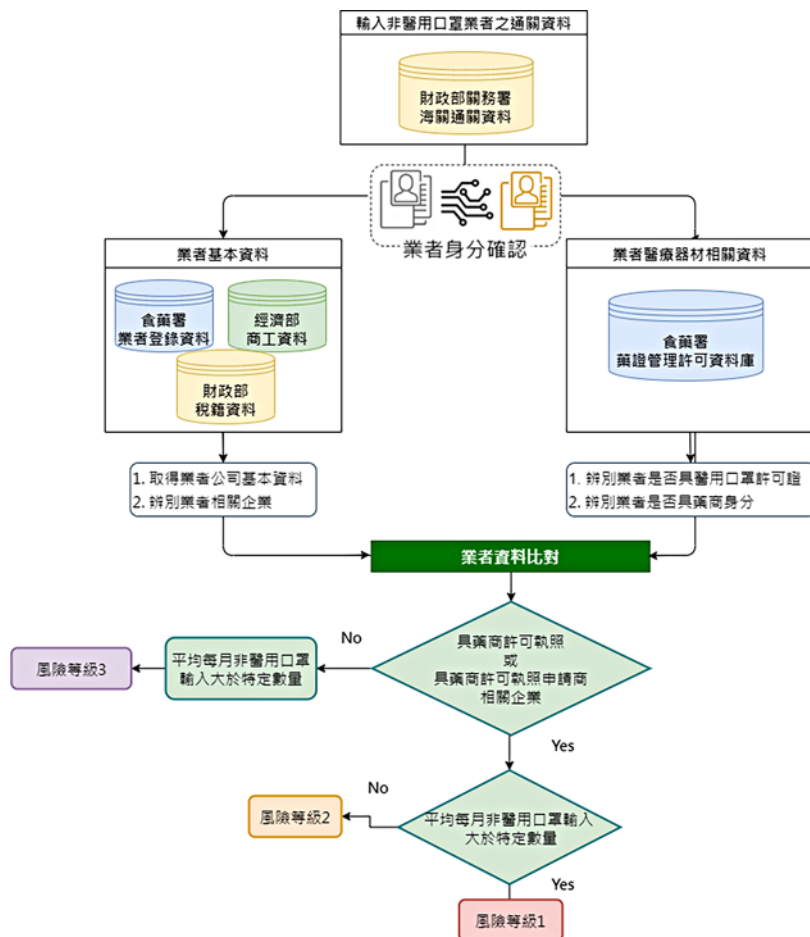 輸入非醫用口罩業者之通關資料
財政部關務署
海關通關資料
業者身分確認
業者基本資料
食藥署
業者登錄資料
經濟部
商工資料
財政部
稅籍資料
業者醫療器材相關資料
食藥署
藥證管理許可資料庫
1. 取得業者公司基本資料
2. 辨別業者相關企業
1. 辨別業者是否具醫用口罩許可證
2. 辨別業者是否具藥商身分
業者資料比對
具藥商許可執照
或
具藥商許可執照申請商
相關企業
No
平均每月非醫用口罩
輸入大於特定數量
風險等級3
Yes
平均每月非醫用口罩輸入
大於特定數量
No
風險等級2
Yes
風險等級1